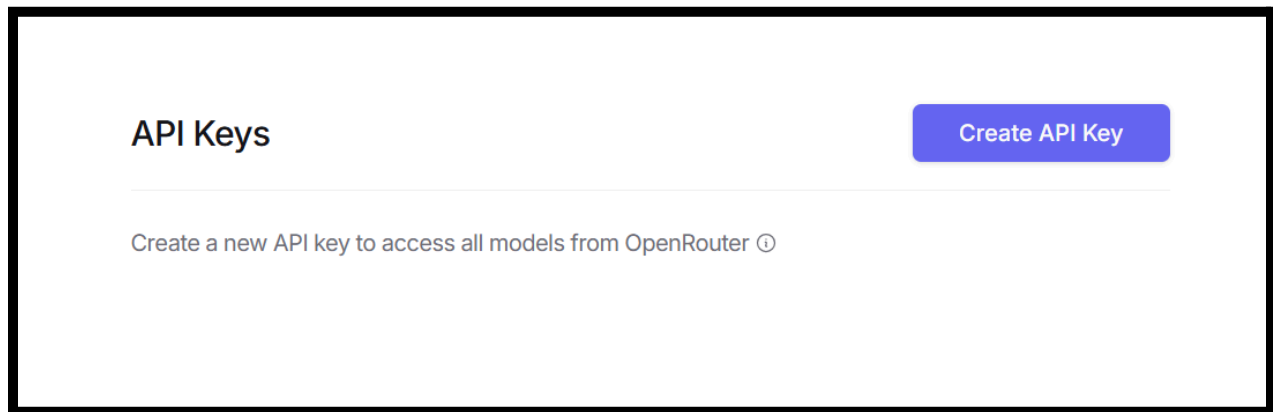 API Keys
Create API Key
Create a new API key to access all models from OpenRouter